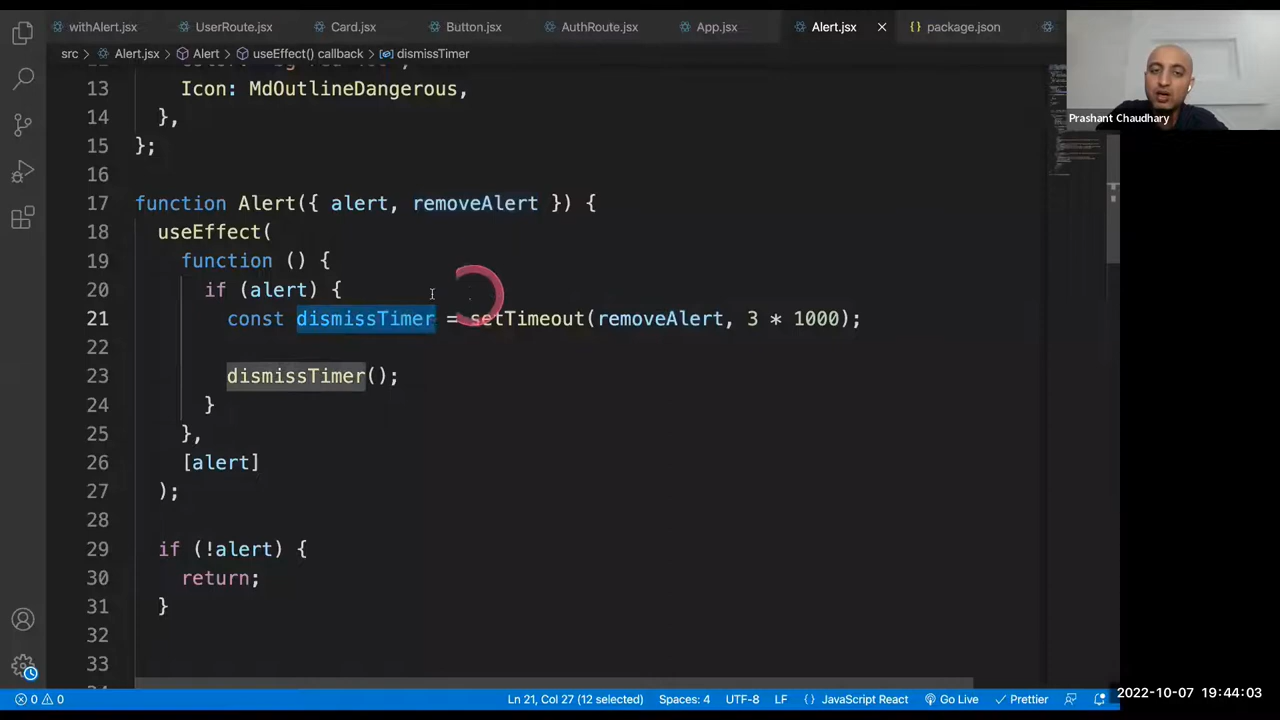 withAlert.jsx UserRoute.jsx Card.jsx Button.jsx AuthRoute.jsx App.jsx Alert.jsx package.json
src Alert.jsx Alert useEffect() callback dismissTimer
Prashant Chaudhary
13 Icon: MdOutlineDangerous,
14 },
15 };
16
17 function Alert({ alert, removeAlert }) {
18 useEffect(
19 function () {
20 if (alert) {
21 const dismissTimer = setTimeout(removeAlert, 3 * 1000);
22
23 dismissTimer();
24 }
25 },
26 [alert]
27 );
28
29 if (!alert) {
30 return;
31 }
32
33
0 0 Ln 21, Col 27 (12 selected) Spaces: 4 UTF-8 LF JavaScript React Go Live Prettier
2022-10-07 19:44:03